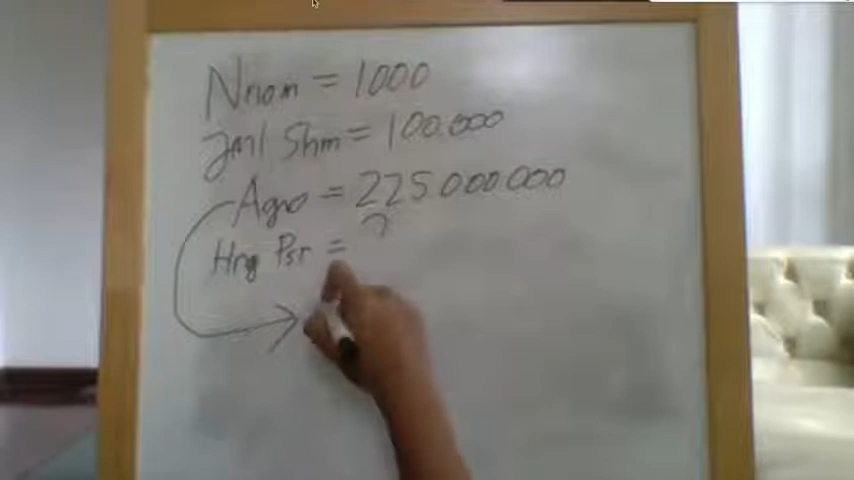 Nnom = 1000
Jml Shm = 100.000
Agio = 225 000 000
Hrg Psr = ?